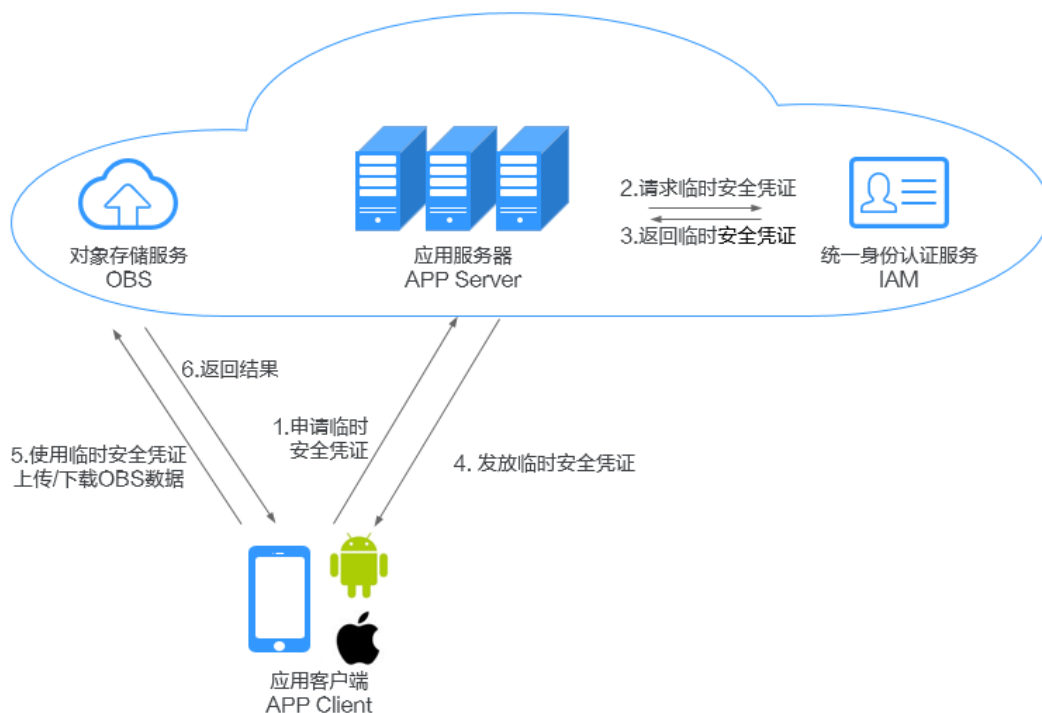 对象存储服务
OBS
应用服务器
APP Server
2.请求临时安全凭证
3.返回临时安全凭证
统一身份认证服务
IAM
6.返回结果
1.申请临时
安全凭证
5.使用临时安全凭证
上传/下载OBS数据
4. 发放临时安全凭证
应用客户端
APP Client